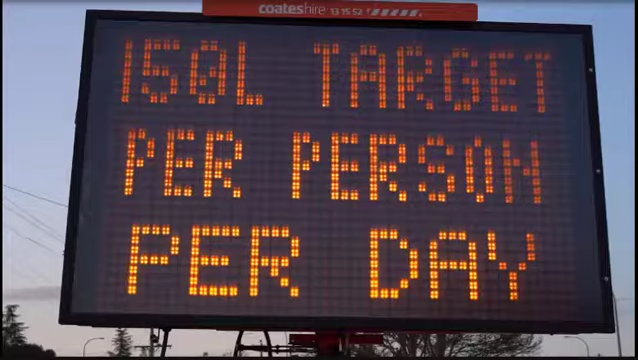 coateshire 13 15 52
150L TARGET
PER PERSON
PER DAY